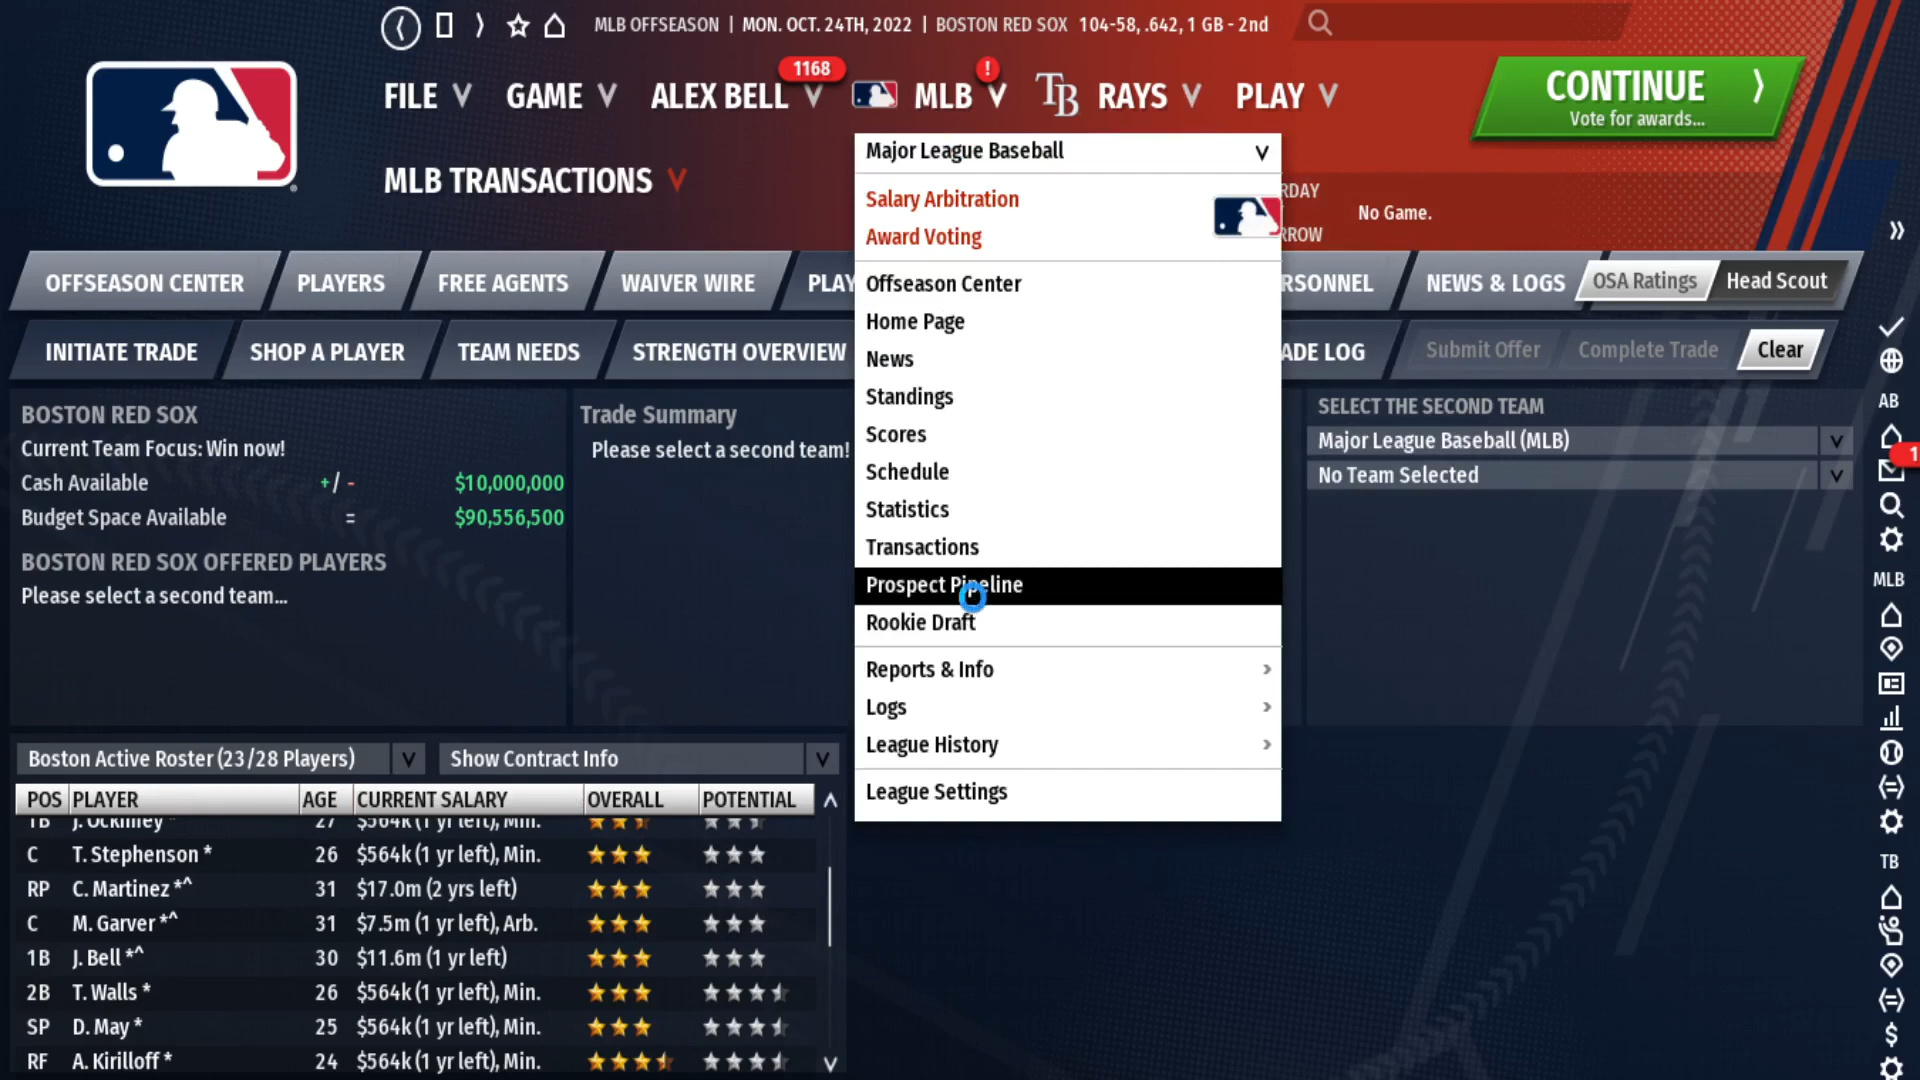 MLB OFFSEASON | MON. OCT. 24TH, 2022 | BOSTON RED SOX 104-58, .642, 1 GB - 2nd
1168
!
FILE GAME ALEX BELL MLB TB RAYS PLAY
CONTINUE
Vote for awards...
MLB TRANSACTIONS
Major League Baseball
Salary Arbitration
Award Voting
Offseason Center
Home Page
News
Standings
Scores
Schedule
Statistics
Transactions
Prospect Pipeline
Rookie Draft
Reports & Info
Logs
League History
League Settings
No Game.
OFFSEASON CENTER PLAYERS FREE AGENTS WAIVER WIRE PLAY
RSONNEL NEWS & LOGS OSA Ratings Head Scout
INITIATE TRADE SHOP A PLAYER TEAM NEEDS STRENGTH OVERVIEW
ADE LOG Submit Offer Complete Trade Clear
BOSTON RED SOX
Current Team Focus: Win now!
Cash Available + / - $10,000,000
Budget Space Available = $90,556,500
BOSTON RED SOX OFFERED PLAYERS
Please select a second team...
Trade Summary
Please select a second team!
SELECT THE SECOND TEAM
Major League Baseball (MLB)
No Team Selected
Boston Active Roster (23/28 Players) Show Contract Info
POS PLAYER AGE CURRENT SALARY OVERALL POTENTIAL
1B 27 $564k (1 yr left), Min.
C T. Stephenson * 26 $564k (1 yr left), Min.
RP C. Martinez *^ 31 $17.0m (2 yrs left)
C M. Garver *^ 31 $7.5m (1 yr left), Arb.
1B J. Bell *^ 30 $11.6m (1 yr left)
2B T. Walls * 26 $564k (1 yr left), Min.
SP D. May * 25 $564k (1 yr left), Min.
RF A. Kirilloff * 24 $564k (1 yr left), Min.
AB
1
MLB
TB
$